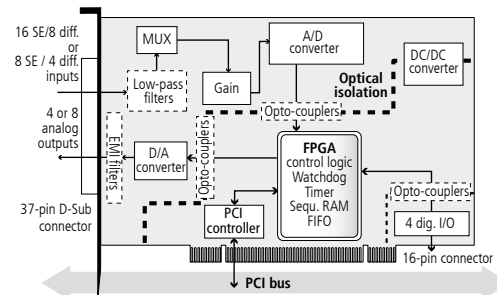 16 SE/8 diff.
or
8 SE / 4 diff.
inputs
MUX
Low-pass
filters
Gain
A/D
converter
DC/DC
converter
Optical
isolation
Opto-couplers
4 or 8
analog
outputs
EMI filters
D/A
converter
Opto-couplers
FPGA
control logic
Watchdog
Timer
Sequ. RAM
FIFO
Opto-couplers
4 dig. I/O
PCI
controller
37-pin D-Sub
connector
16-pin connector
PCI bus